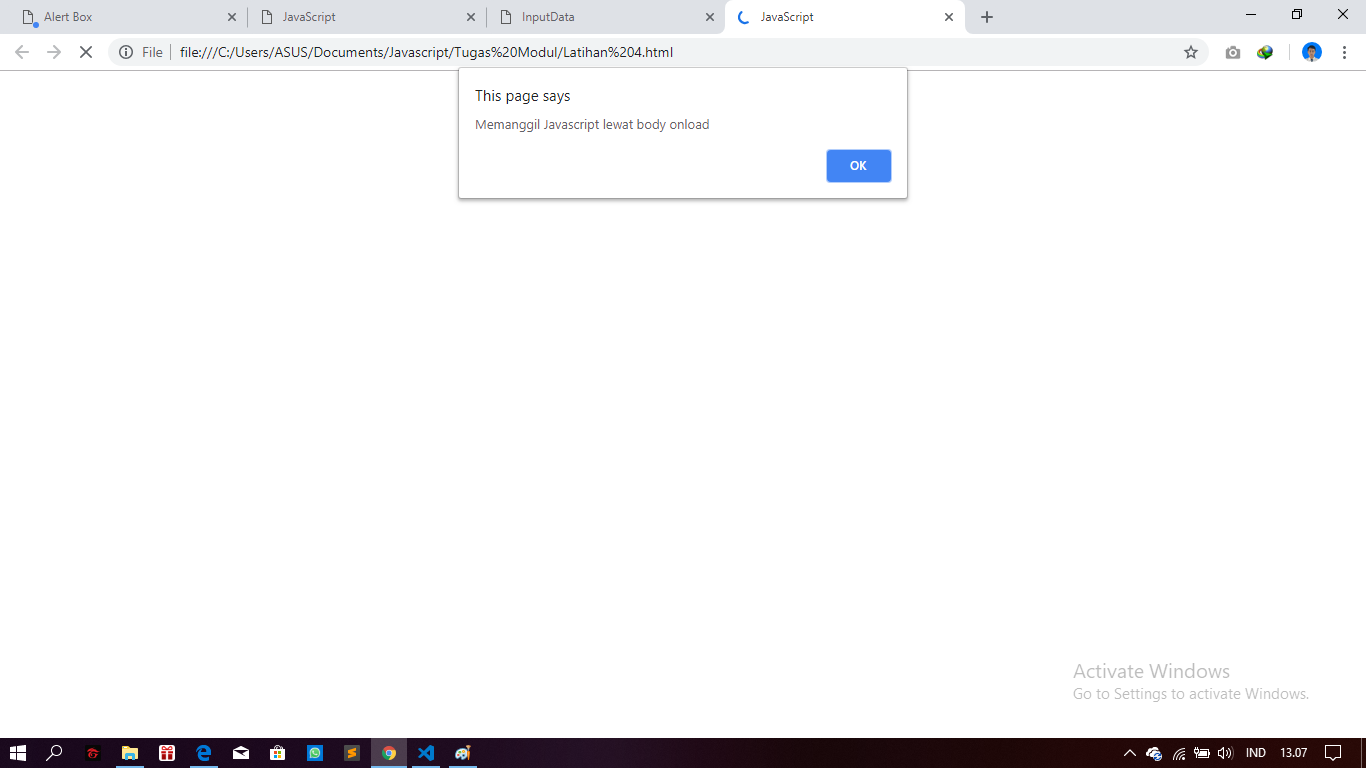 Alert Box
JavaScript
InputData
JavaScript
File
file:///C:/Users/ASUS/Documents/Javascript/Tugas%20Modul/Latihan%204.html
This page says
Memanggil Javascript lewat body onload
OK
Activate Windows
Go to Settings to activate Windows.
IND
13.07